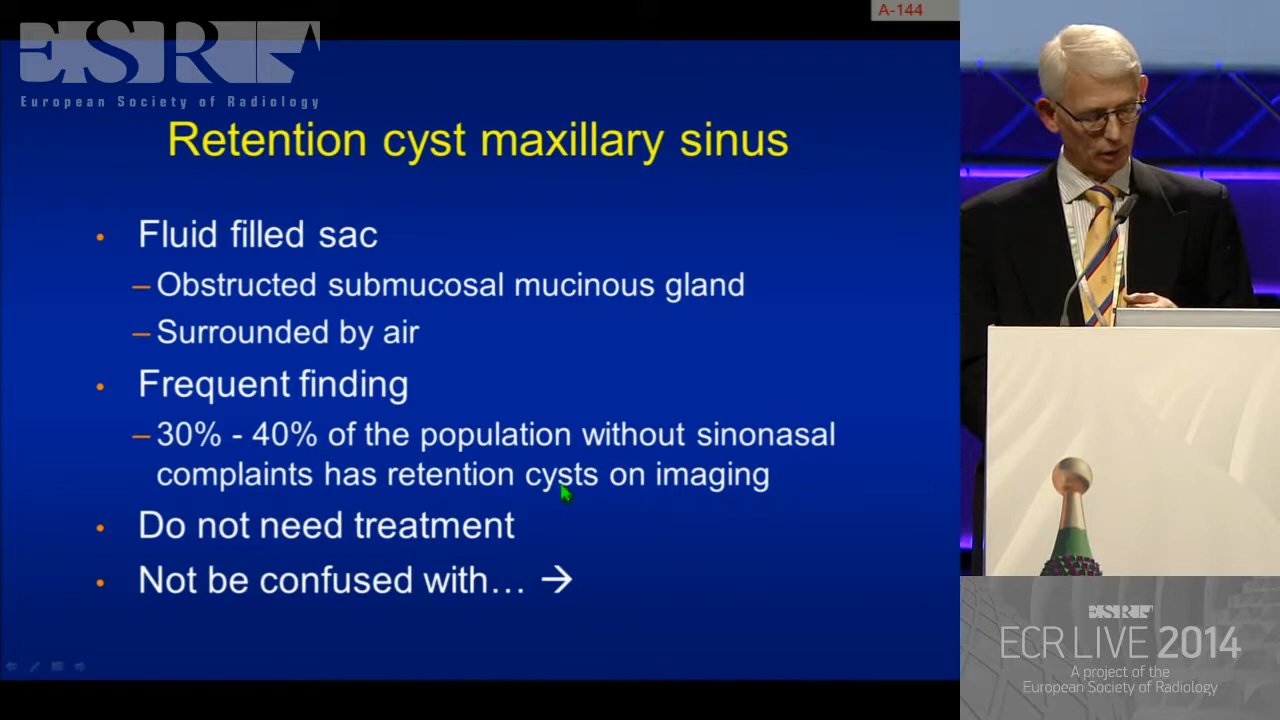 A-144
ESR
European Society of Radiology
Retention cyst maxillary sinus
• Fluid filled sac
– Obstructed submucosal mucinous gland
– Surrounded by air
• Frequent finding
– 30% - 40% of the population without sinonasal
complaints has retention cysts on imaging
• Do not need treatment
• Not be confused with… →
ESR
ECR LIVE 2014
A project of the
European Society of Radiology